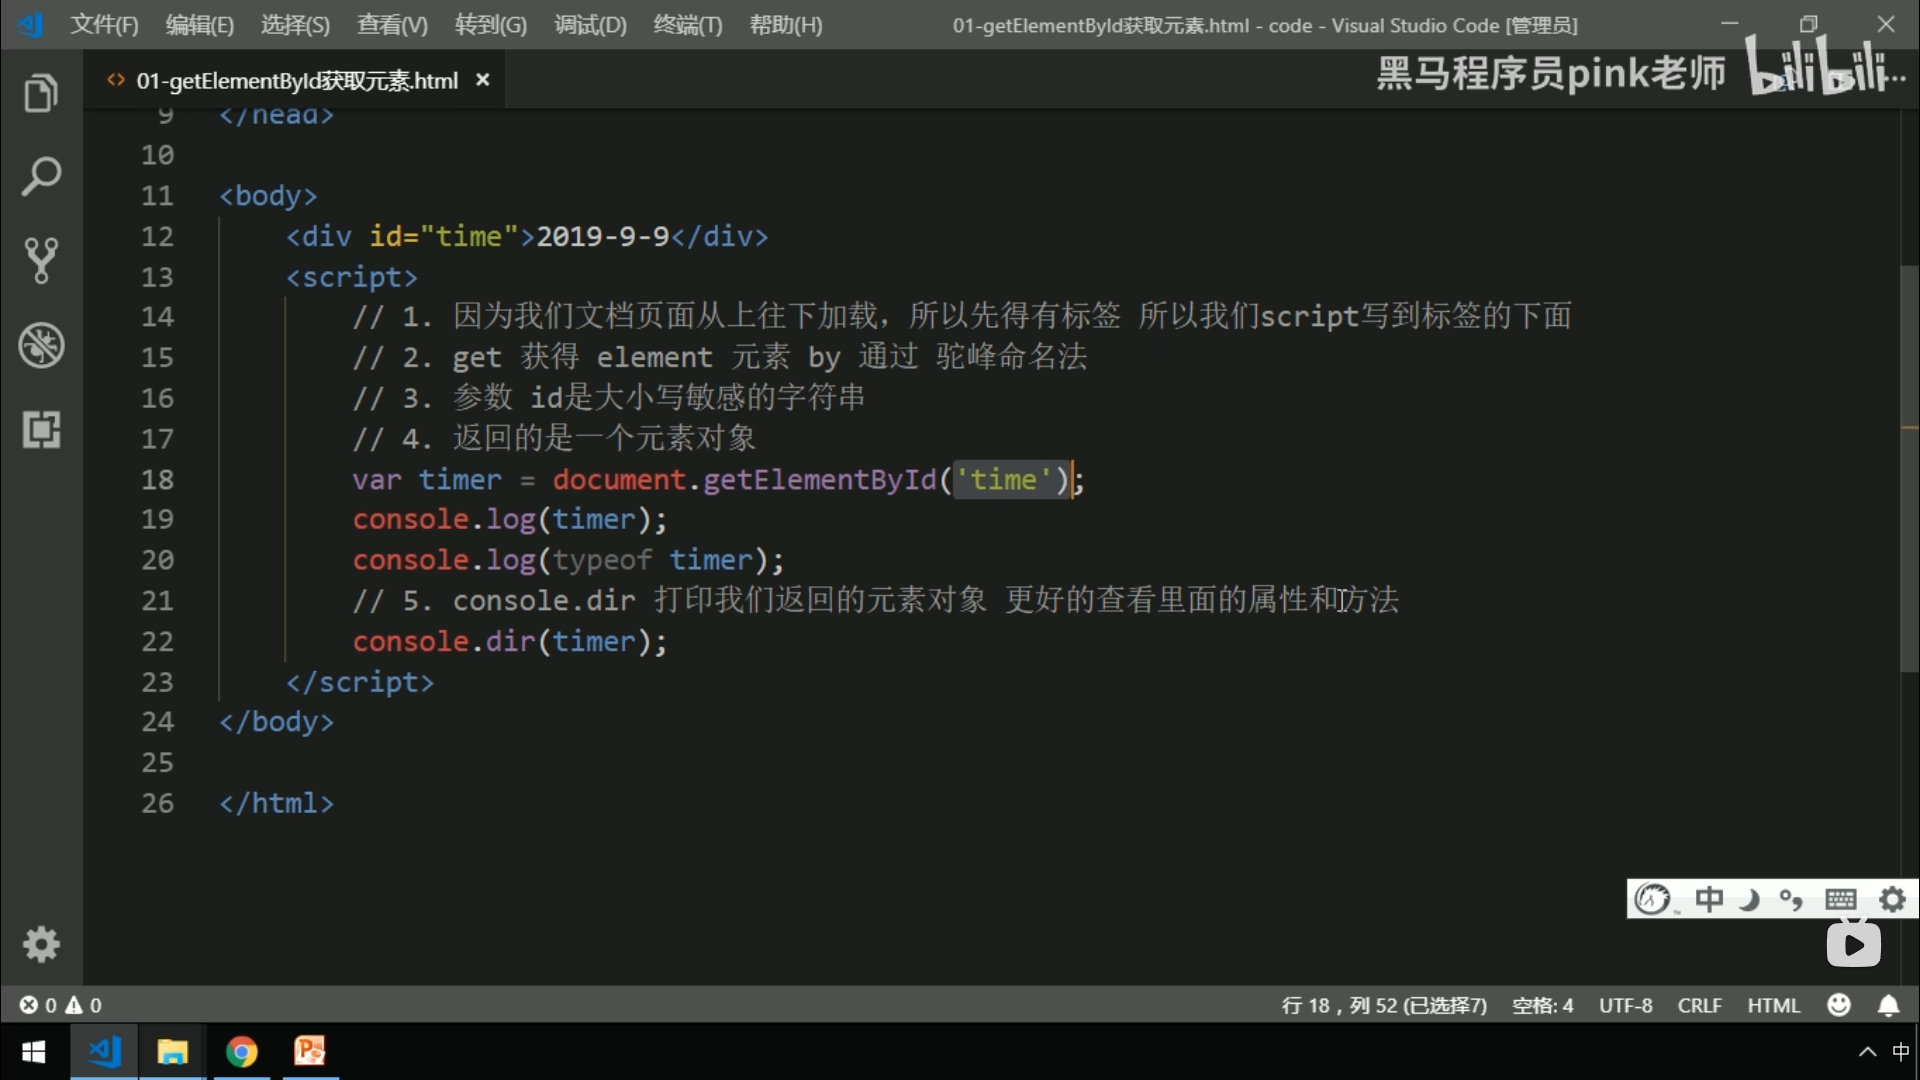 文件(F) 编辑(E) 选择(S) 查看(V) 转到(G) 调试(D) 终端(T) 帮助(H) 01-getElementById获取元素.html - code - Visual Studio Code [管理员]
01-getElementById获取元素.html
黑马程序员pink老师 bilibili
9 </head>
10
11 <body>
12 <div id="time">2019-9-9</div>
13 <script>
14 // 1. 因为我们文档页面从上往下加载，所以先得有标签 所以我们script写到标签的下面
15 // 2. get 获得 element 元素 by 通过 驼峰命名法
16 // 3. 参数 id是大小写敏感的字符串
17 // 4. 返回的是一个元素对象
18 var timer = document.getElementById('time');
19 console.log(timer);
20 console.log(typeof timer);
21 // 5. console.dir 打印我们返回的元素对象 更好的查看里面的属性和方法
22 console.dir(timer);
23 </script>
24 </body>
25
26 </html>
中
0 0 行 18，列 52 (已选择7) 空格: 4 UTF-8 CRLF HTML
中